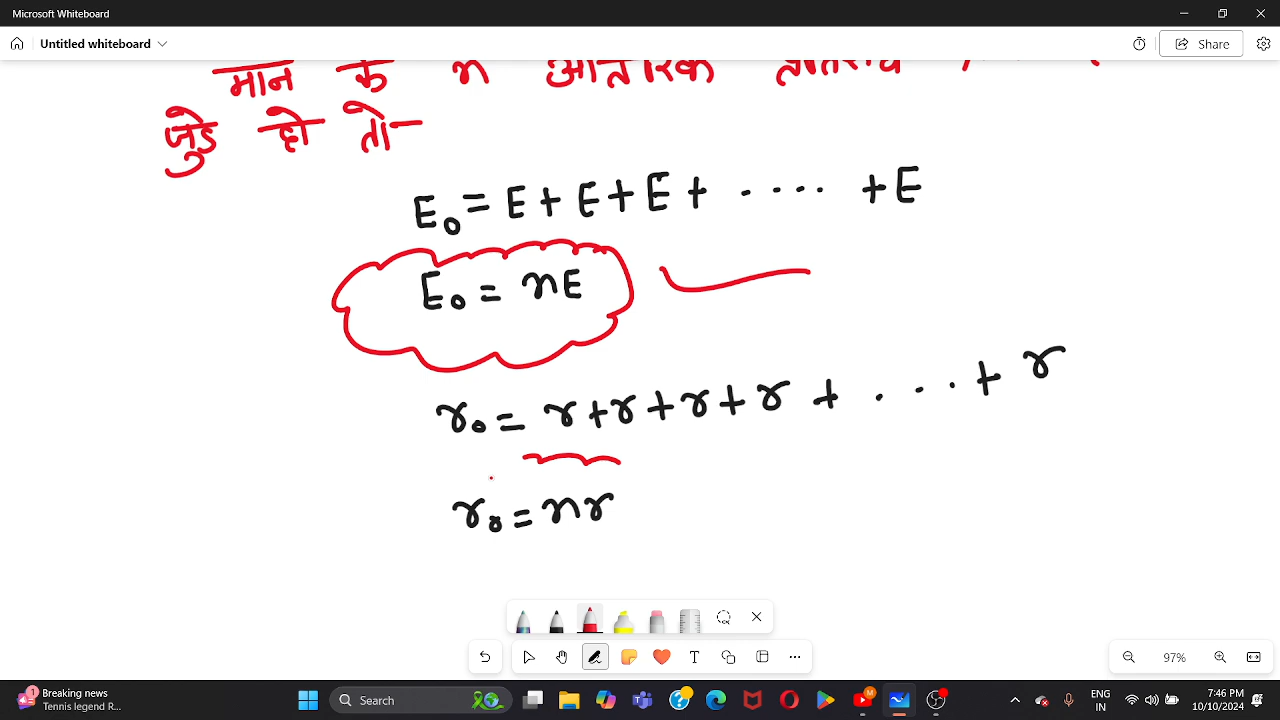 Microsoft Whiteboard
Untitled whiteboard
Share
मान के n आंतरिक
जुड़े हो तो-
E₀ = E + E + E + ···· + E
E₀ = nE
r₀ = r + r + r + r + ···· + r
r₀ = nr
97%
1
Breaking news
Tennis legend R...
Search
ENG
IN
7:46 PM
10/10/2024